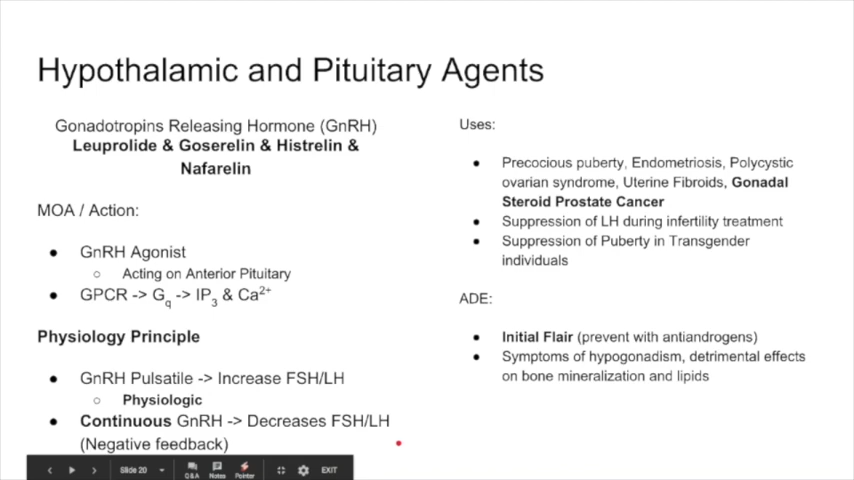 Hypothalamic and Pituitary Agents
Gonadotropins Releasing Hormone (GnRH)
Leuprolide & Goserelin & Histrelin &
Nafarelin
MOA / Action:
● GnRH Agonist
○ Acting on Anterior Pituitary
● GPCR -> Gq -> IP3 & Ca2+
Physiology Principle
● GnRH Pulsatile -> Increase FSH/LH
○ Physiologic
● Continuous GnRH -> Decreases FSH/LH
(Negative feedback)
Uses:
● Precocious puberty, Endometriosis, Polycystic
ovarian syndrome, Uterine Fibroids, Gonadal
Steroid Prostate Cancer
● Suppression of LH during infertility treatment
● Suppression of Puberty in Transgender
individuals
ADE:
● Initial Flair (prevent with antiandrogens)
● Symptoms of hypogonadism, detrimental effects
on bone mineralization and lipids
Slide 20
Q&A
Notes
Pointer
EXIT